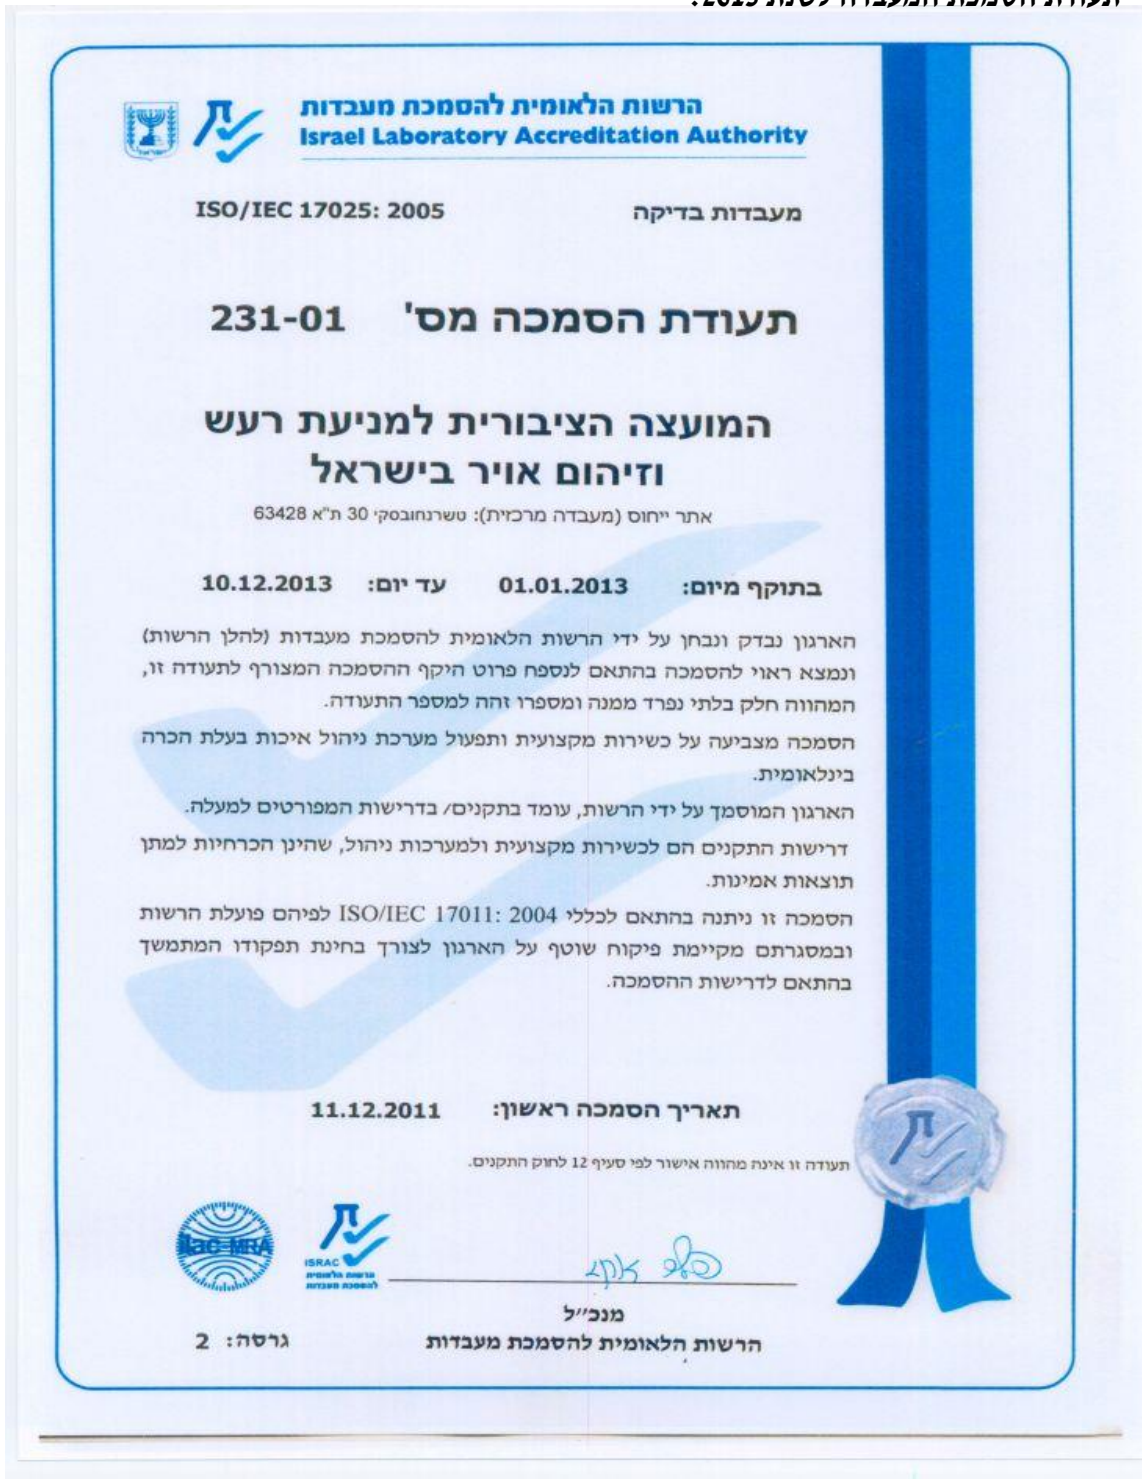 הרשות הלאומית להסמכת מעבדות
Israel Laboratory Accreditation Authority
מעבדות בדיקה ISO/IEC 17025: 2005
תעודת הסמכה מס' 231-01
המועצה הציבורית למניעת רעש
וזיהום אויר בישראל
אתר ייחוס (מעבדה מרכזית): טשרנחובסקי 30 ת"א 63428
בתוקף מיום: 01.01.2013 עד יום: 10.12.2013
הארגון נבדק ונבחן על ידי הרשות הלאומית להסמכת מעבדות (להלן הרשות)
ונמצא ראוי להסמכה בהתאם לנספח פרוט היקף ההסמכה המצורף לתעודה זו,
המהווה חלק בלתי נפרד ממנה ומספרו זהה למספר התעודה.
הסמכה מצביעה על כשירות מקצועית ותפעול מערכת ניהול איכות בעלת הכרה
בינלאומית.
הארגון המוסמך על ידי הרשות, עומד בתקנים/ בדרישות המפורטים למעלה.
דרישות התקנים הם לכשירות מקצועית ולמערכות ניהול, שהינן הכרחיות למתן
תוצאות אמינות.
הסמכה זו ניתנה בהתאם לכללי ISO/IEC 17011: 2004 לפיהם פועלת הרשות
ובמסגרתם מקיימת פיקוח שוטף על הארגון לצורך בחינת תפקודו המתמשך
בהתאם לדרישות ההסמכה.
תאריך הסמכה ראשון: 11.12.2011
תעודה זו אינה מהווה אישור לפי סעיף 12 לחוק התקנים.
ilac-MRA
ISRAC
הרשות הלאומית
להסמכת מעבדות
מנכ״ל
הרשות הלאומית להסמכת מעבדות
גרסה: 2